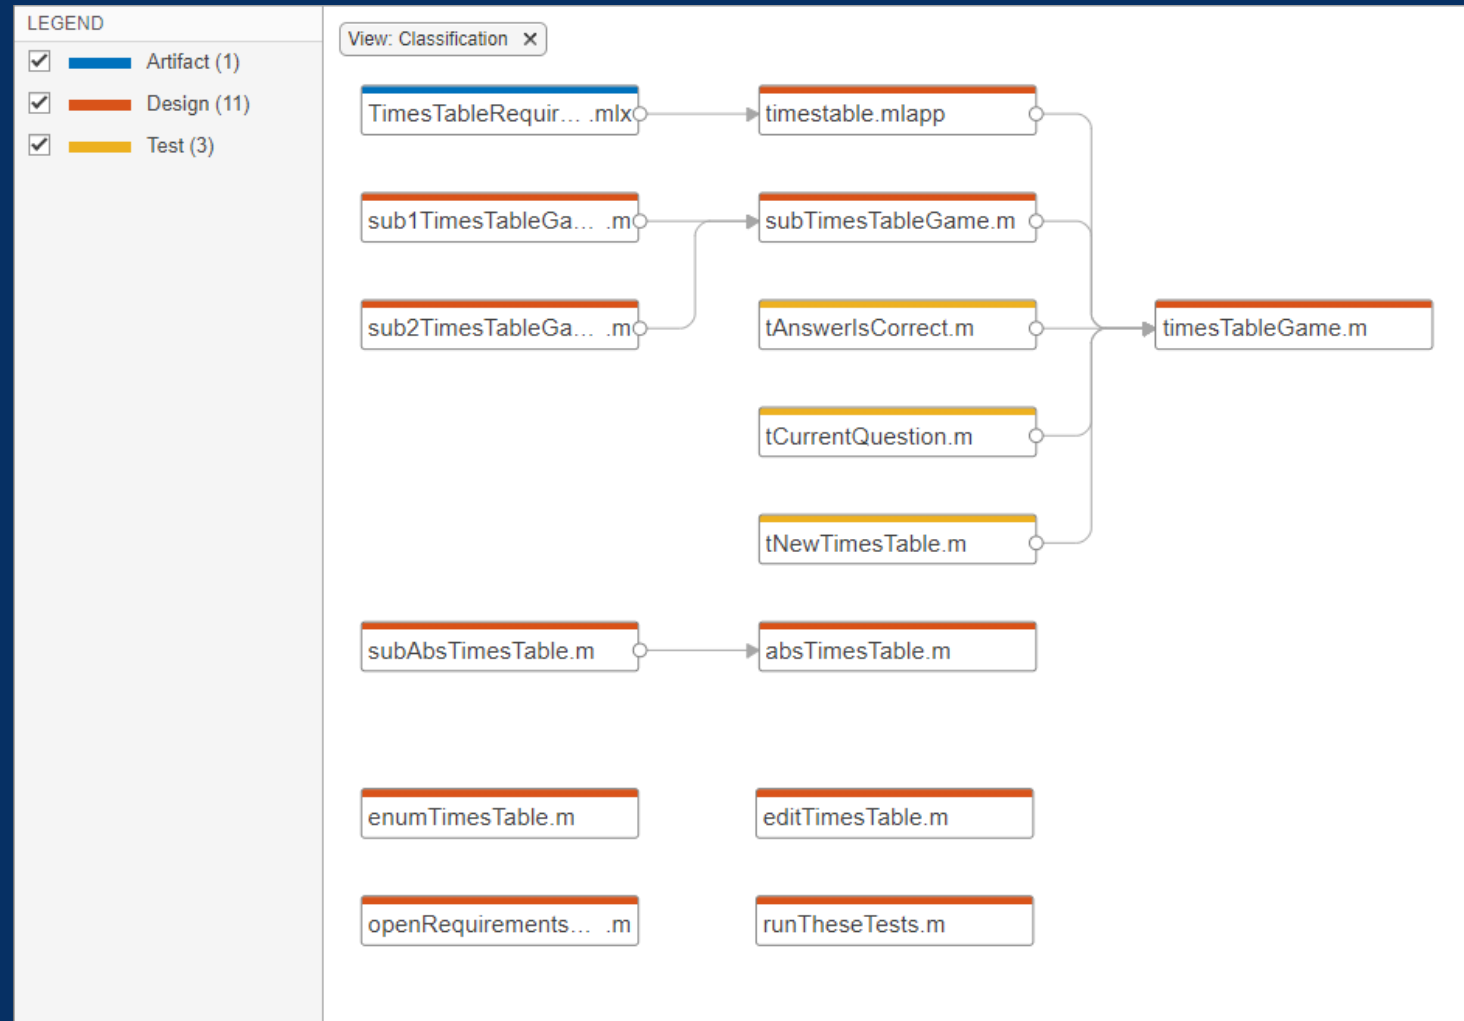 LEGEND
Artifact (1)
Design (11)
Test (3)
View: Classification
TimesTableRequir... .mlx
timestable.mlapp
sub1TimesTableGa... .m
subTimesTableGame.m
sub2TimesTableGa... .m
tAnswerIsCorrect.m
timesTableGame.m
tCurrentQuestion.m
tNewTimesTable.m
subAbsTimesTable.m
absTimesTable.m
enumTimesTable.m
editTimesTable.m
openRequirements... .m
runTheseTests.m